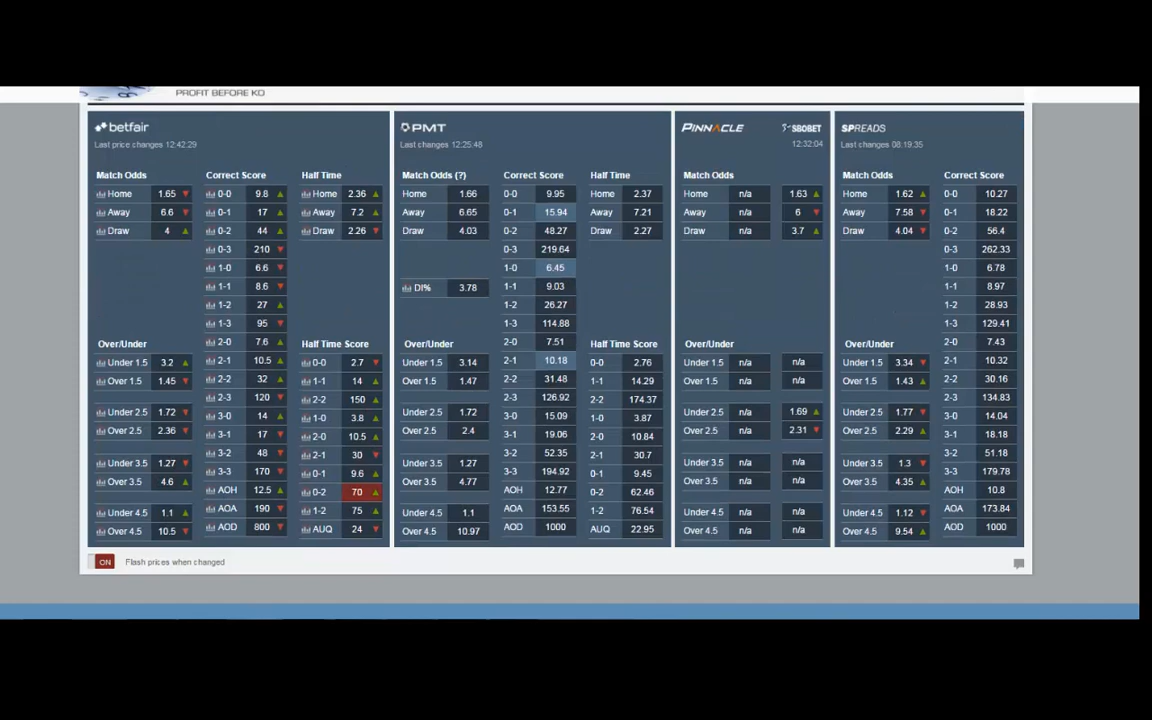 PROFIT BEFORE KO
betfair
Last price changes 12:42:29
Match Odds
Home 1.65
Away 6.6
Draw 4
Over/Under
Under 1.5 3.2
Over 1.5 1.45
Under 2.5 1.72
Over 2.5 2.36
Under 3.5 1.27
Over 3.5 4.6
Under 4.5 1.1
Over 4.5 10.5
Correct Score
0-0 9.8
0-1 17
0-2 44
0-3 210
1-0 6.6
1-1 8.6
1-2 27
1-3 95
2-0 7.6
2-1 10.5
2-2 32
2-3 120
3-0 14
3-1 17
3-2 48
3-3 170
AOH 12.5
AOA 190
AOD 800
Half Time
Home 2.36
Away 7.2
Draw 2.26
Half Time Score
0-0 2.7
1-1 14
2-2 150
1-0 3.8
2-0 10.5
2-1 30
0-1 9.6
0-2 70
1-2 75
AUQ 24
PMT
Last changes 12:25:48
Match Odds (?)
Home 1.66
Away 6.65
Draw 4.03
DI% 3.78
Over/Under
Under 1.5 3.14
Over 1.5 1.47
Under 2.5 1.72
Over 2.5 2.4
Under 3.5 1.27
Over 3.5 4.77
Under 4.5 1.1
Over 4.5 10.97
Correct Score
0-0 9.95
0-1 15.94
0-2 48.27
0-3 219.64
1-0 6.45
1-1 9.03
1-2 26.27
1-3 114.88
2-0 7.51
2-1 10.18
2-2 31.48
2-3 126.92
3-0 15.09
3-1 19.06
3-2 52.35
3-3 194.92
AOH 12.77
AOA 153.55
AOD 1000
Half Time
Home 2.37
Away 7.21
Draw 2.27
Half Time Score
0-0 2.76
1-1 14.29
2-2 174.37
1-0 3.87
2-0 10.84
2-1 30.7
0-1 9.45
0-2 62.46
1-2 76.54
AUQ 22.95
PINNACLE SBOBET
12:32:04
Match Odds
Home n/a 1.63
Away n/a 6
Draw n/a 3.7
Over/Under
Under 1.5 n/a n/a
Over 1.5 n/a n/a
Under 2.5 n/a 1.69
Over 2.5 n/a 2.31
Under 3.5 n/a n/a
Over 3.5 n/a n/a
Under 4.5 n/a n/a
Over 4.5 n/a n/a
SPREADS
Last changes 08:19:35
Match Odds
Home 1.62
Away 7.58
Draw 4.04
Over/Under
Under 1.5 3.34
Over 1.5 1.43
Under 2.5 1.77
Over 2.5 2.29
Under 3.5 1.3
Over 3.5 4.35
Under 4.5 1.12
Over 4.5 9.54
Correct Score
0-0 10.27
0-1 18.22
0-2 56.4
0-3 262.33
1-0 6.78
1-1 8.97
1-2 28.93
1-3 129.41
2-0 7.43
2-1 10.32
2-2 30.16
2-3 134.83
3-0 14.04
3-1 18.18
3-2 51.18
3-3 179.78
AOH 10.8
AOA 173.84
AOD 1000
ON Flash prices when changed